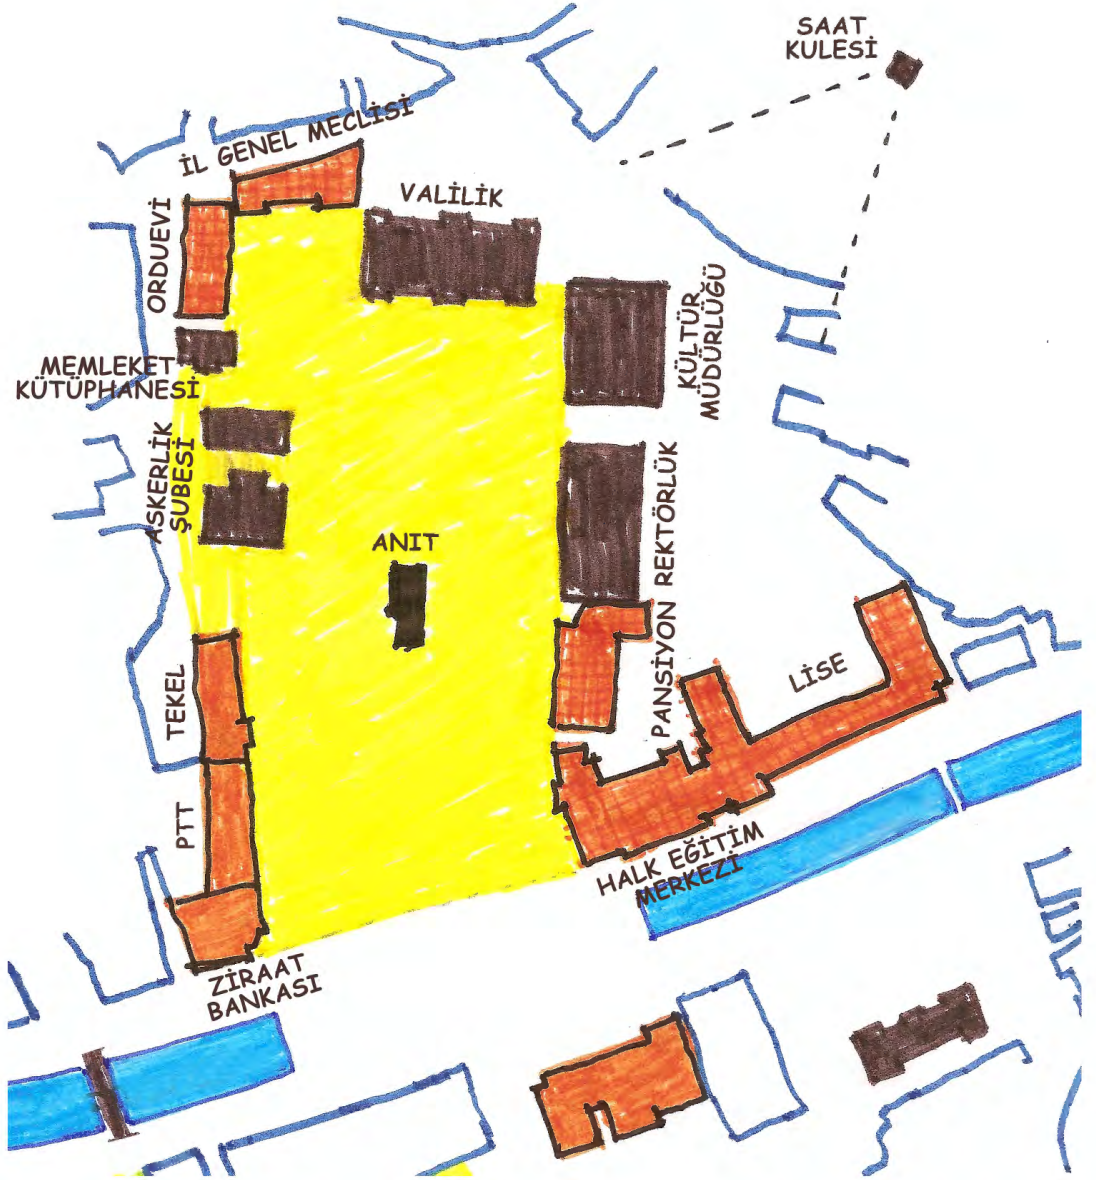 SAAT
KULESİ
İL GENEL MECLİSİ
VALİLİK
ORDUEVİ
KÜLTÜR
MÜDÜRLÜĞÜ
MEMLEKET
KÜTÜPHANESİ
ASKERLİK
ŞUBESİ
ANIT
PANSİYON REKTÖRLÜK
LİSE
TEKEL
PTT
HALK EĞİTİM
MERKEZİ
ZİRAAT
BANKASI